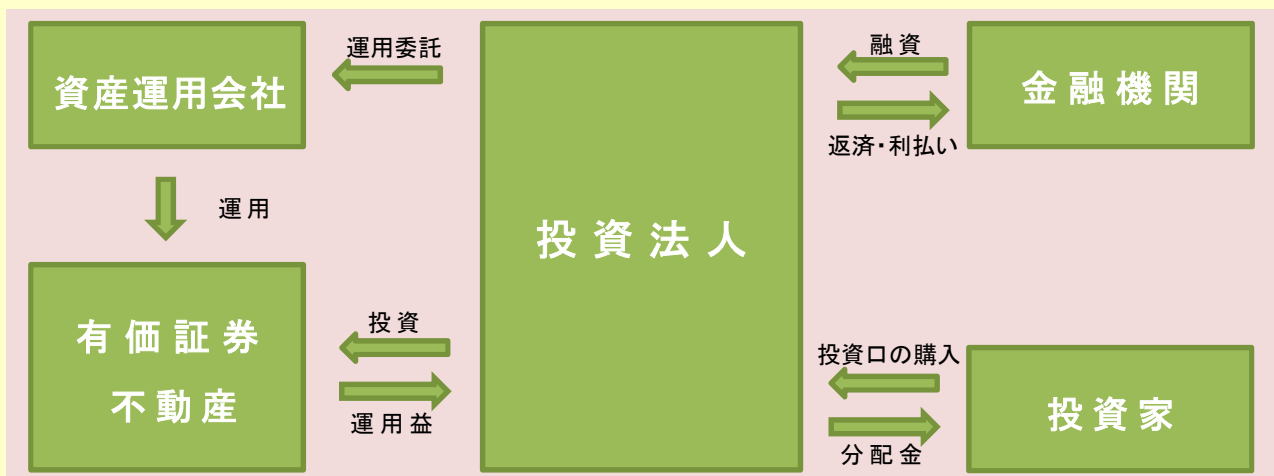 資産運用会社
運用委託
運用
有価証券
不動産
投資
運用益
投資法人
融資
返済・利払い
金融機関
投資口の購入
分配金
投資家